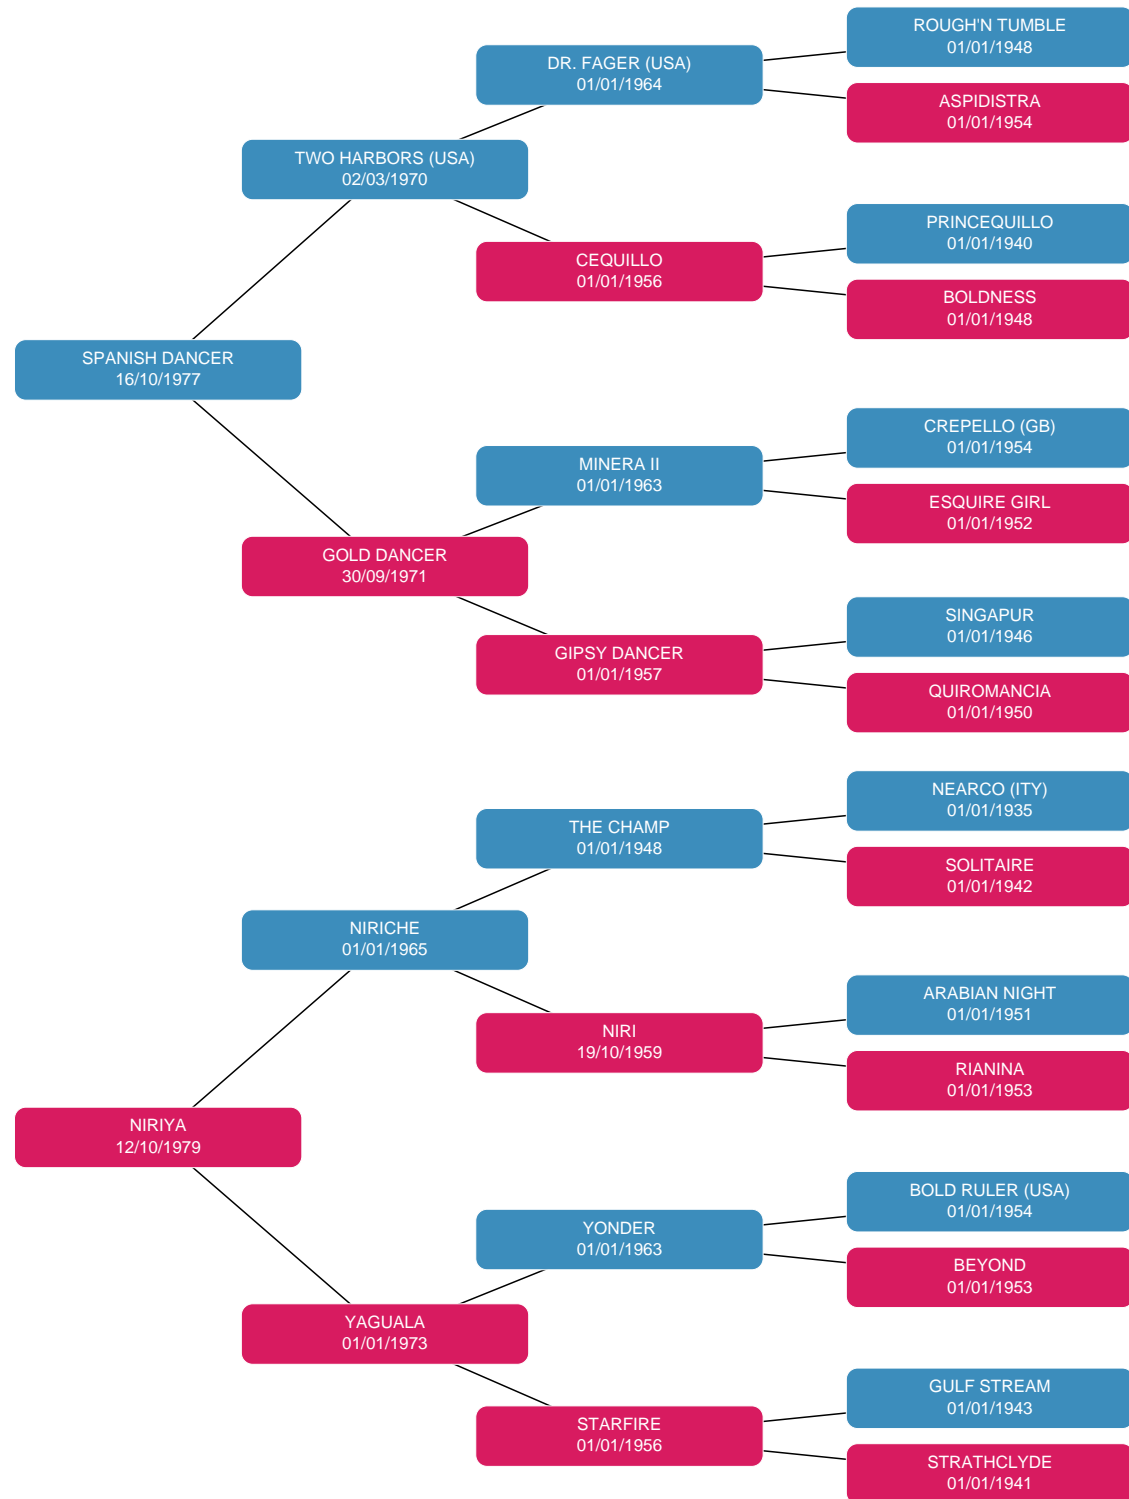 ROUGH'N TUMBLE
01/01/1948
DR. FAGER (USA)
01/01/1964
ASPIDISTRA
01/01/1954
TWO HARBORS (USA)
02/03/1970
PRINCEQUILLO
01/01/1940
CEQUILLO
01/01/1956
BOLDNESS
01/01/1948
SPANISH DANCER
16/10/1977
CREPELLO (GB)
01/01/1954
MINERA II
01/01/1963
ESQUIRE GIRL
01/01/1952
GOLD DANCER
30/09/1971
SINGAPUR
01/01/1946
GIPSY DANCER
01/01/1957
QUIROMANCIA
01/01/1950
NEARCO (ITY)
01/01/1935
THE CHAMP
01/01/1948
SOLITAIRE
01/01/1942
NIRICHE
01/01/1965
ARABIAN NIGHT
01/01/1951
NIRI
19/10/1959
RIANINA
01/01/1953
NIRIYA
12/10/1979
BOLD RULER (USA)
01/01/1954
YONDER
01/01/1963
BEYOND
01/01/1953
YAGUALA
01/01/1973
GULF STREAM
01/01/1943
STARFIRE
01/01/1956
STRATHCLYDE
01/01/1941